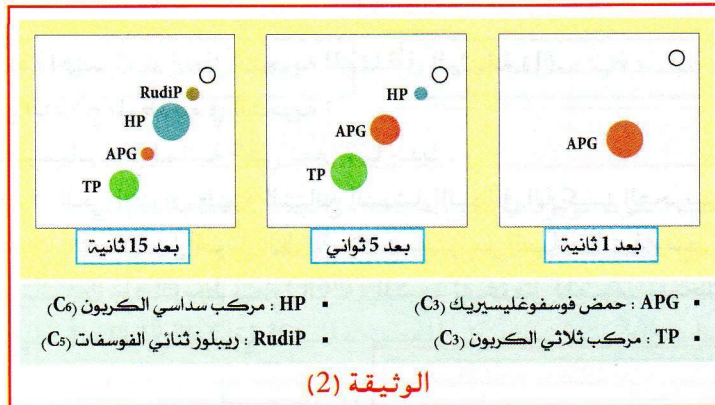 RudiP
HP
APG
TP
HP
APG
TP
APG
بعد 1 ثانية
بعد 5 ثواني
بعد 15 ثانية
▪ APG : حمض فوسفوغليسيريك (C3)
▪ HP : مركب سداسي الكربون (C6)
▪ TP : مركب ثلاثي الكربون (C3)
▪ RudiP : ريبلوز ثنائي الفوسفات (C5)
الوثيقة (2)